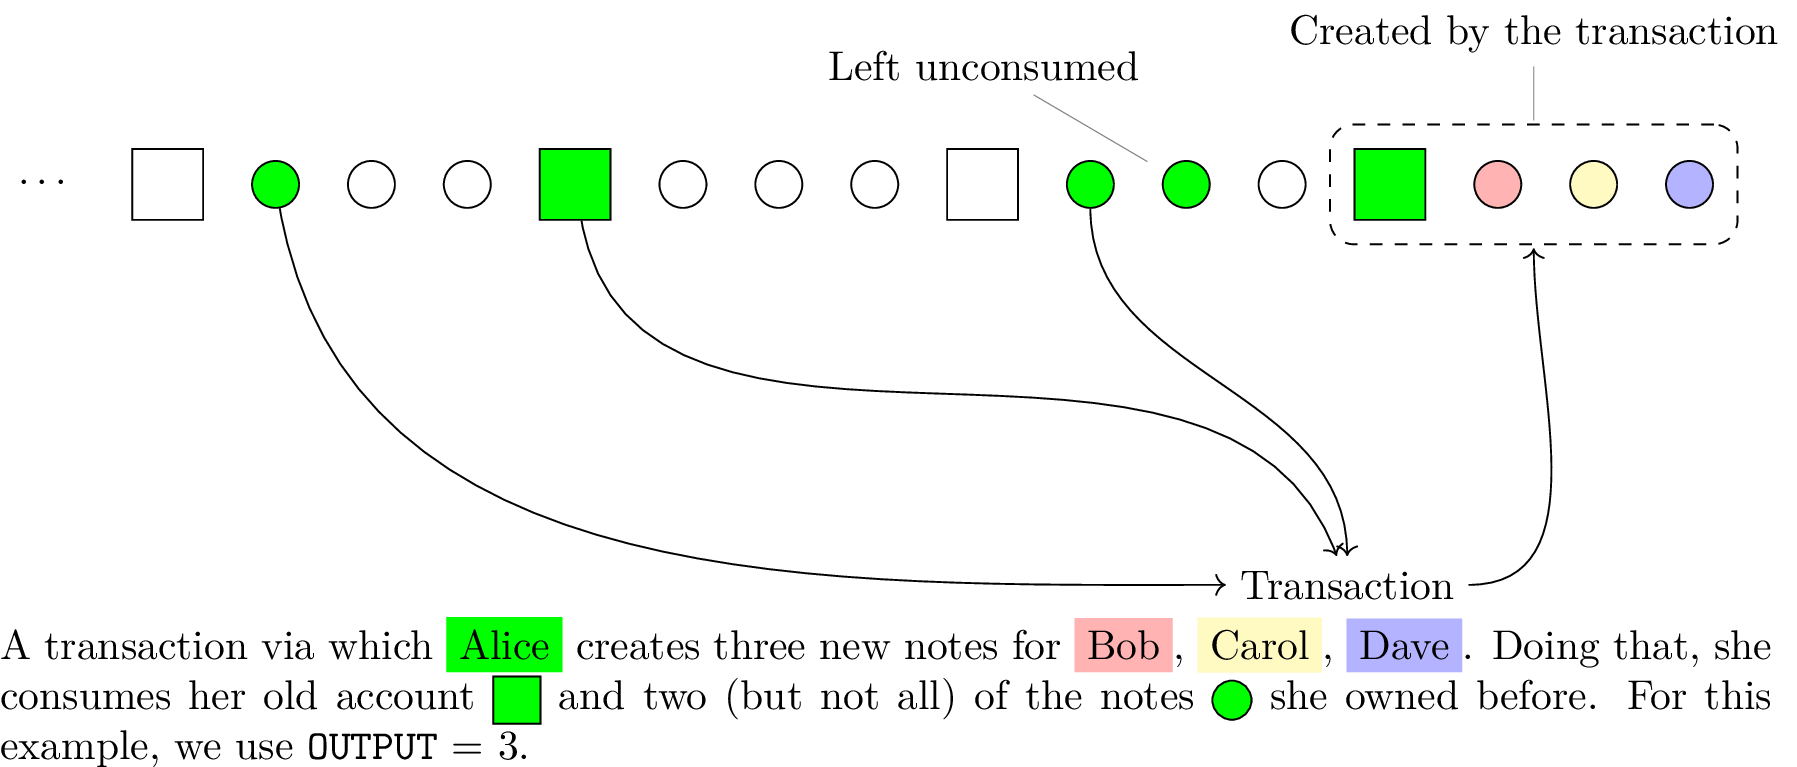 Created by the transaction
Left unconsumed
...
Transaction
A transaction via which Alice creates three new notes for Bob, Carol, Dave. Doing that, she
consumes her old account and two (but not all) of the notes she owned before. For this
example, we use OUTPUT = 3.